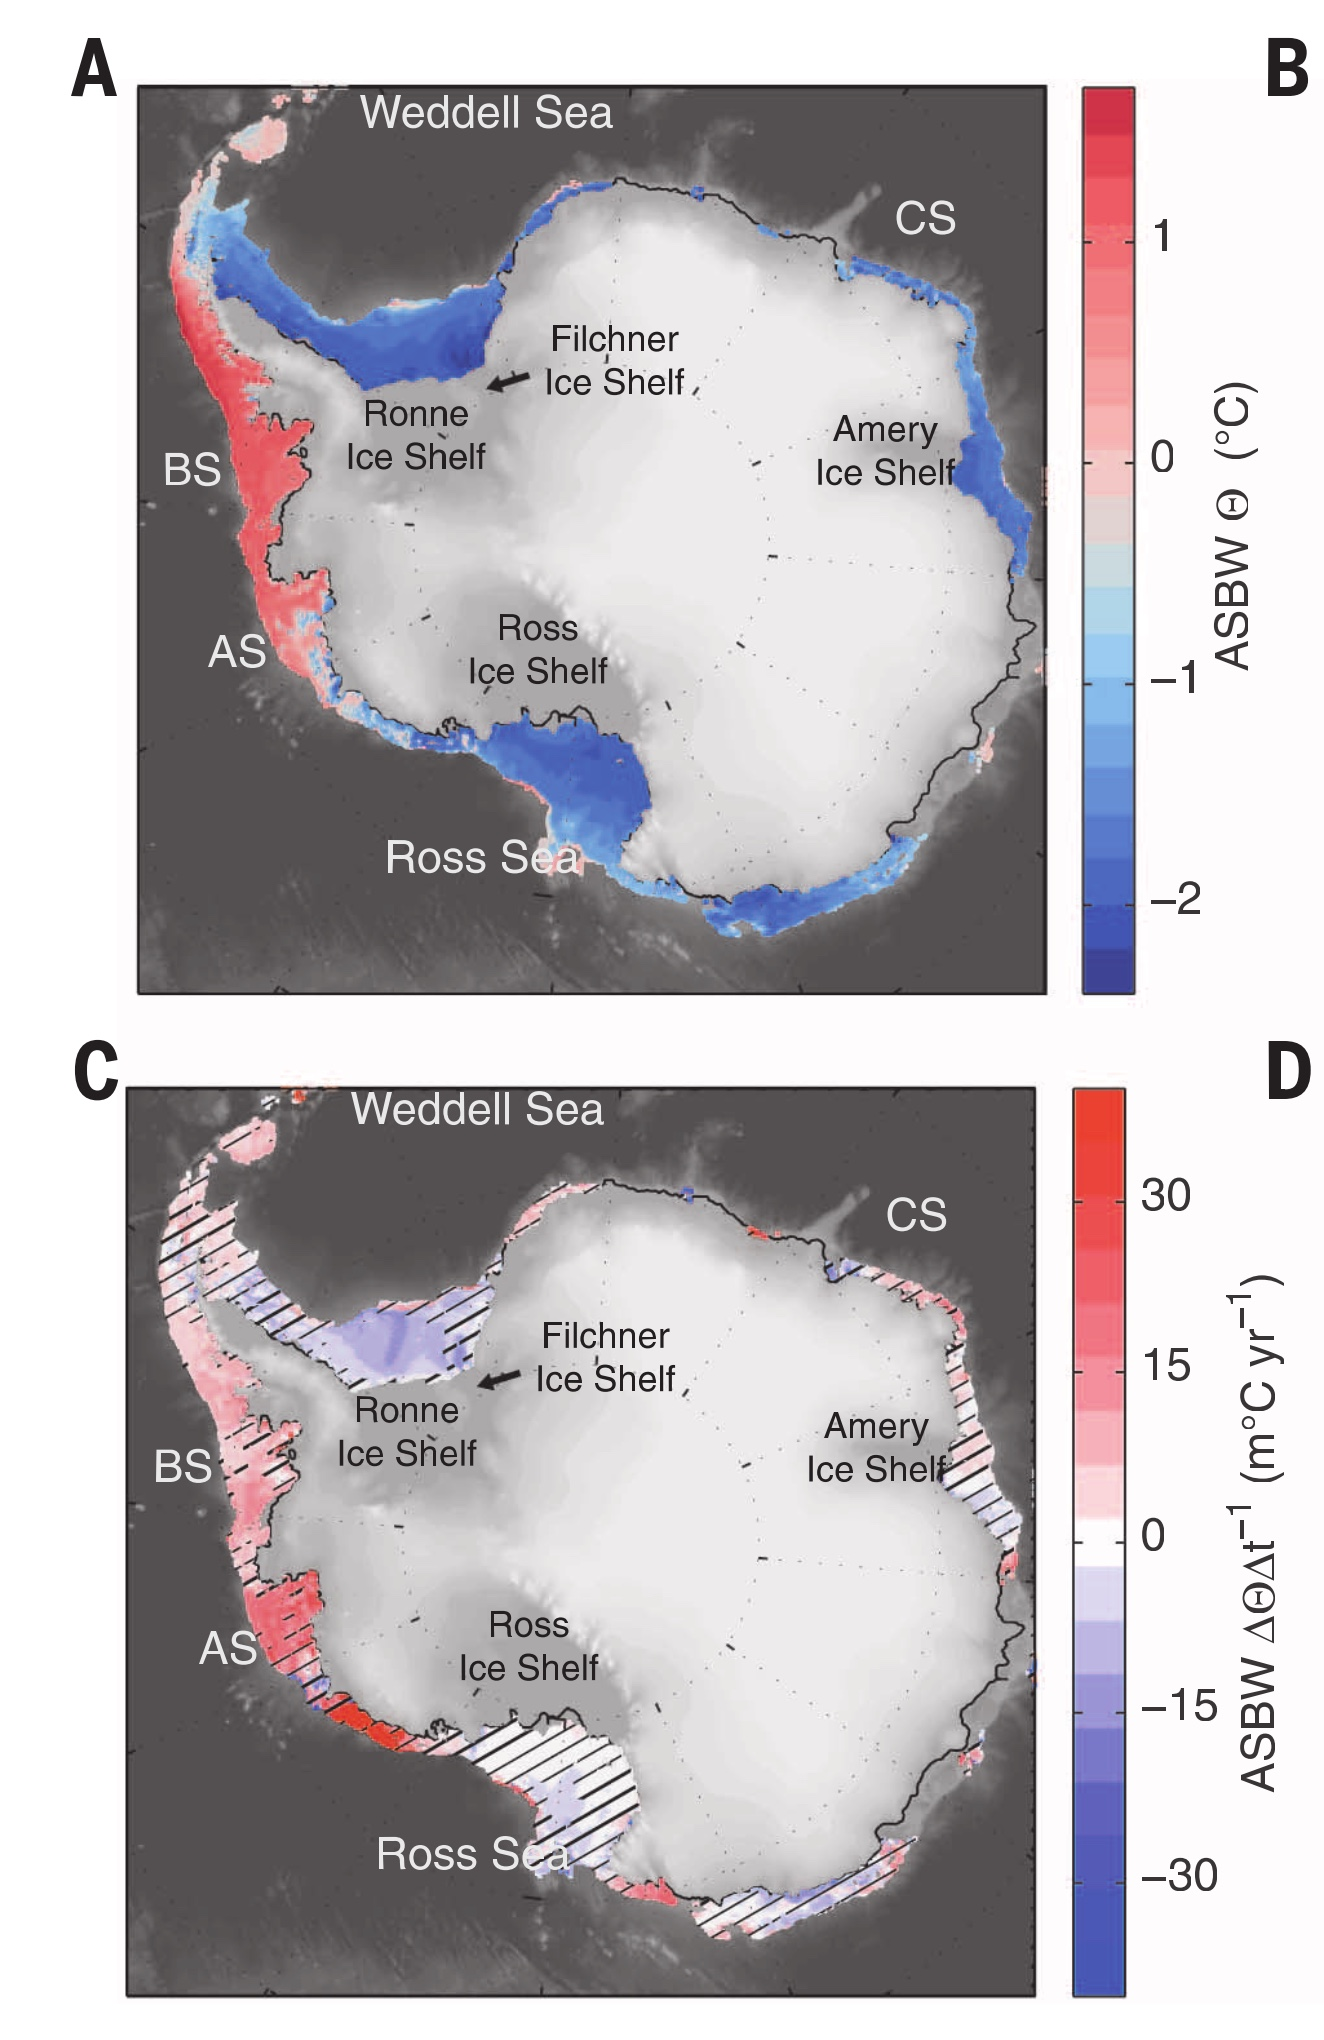 A
B
Weddell Sea
CS
Filchner
Ice Shelf
Ronne
Ice Shelf
Amery
Ice Shelf
BS
Ross
Ice Shelf
AS
Ross Sea
1
0
−1
−2
ASBW Θ (°C)
C
D
Weddell Sea
CS
Filchner
Ice Shelf
Ronne
Ice Shelf
Amery
Ice Shelf
BS
Ross
Ice Shelf
AS
Ross Sea
30
15
0
−15
−30
ASBW ΔΘΔt⁻¹ (m°C yr⁻¹)